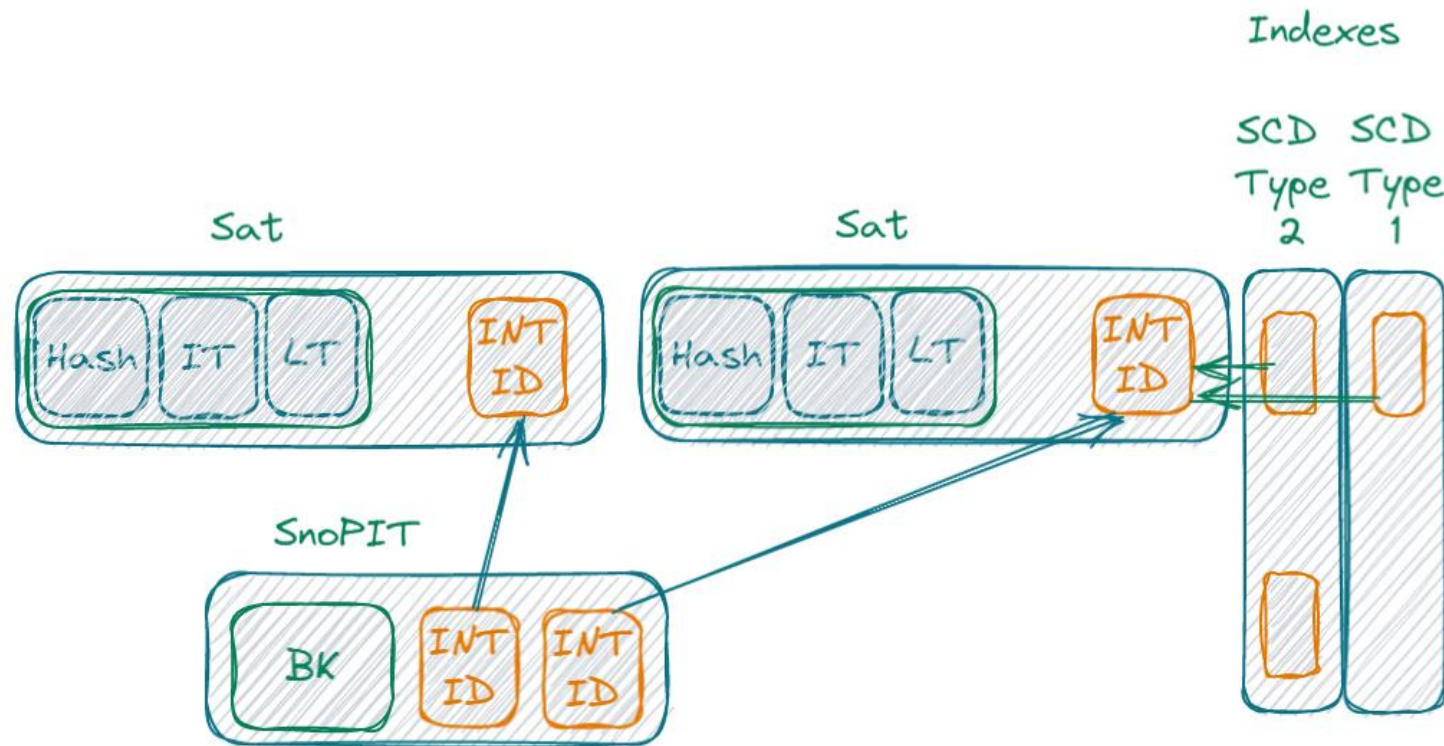 Indexes
SCD SCD
Type Type
2 1
Sat
Sat
Hash IT LT
INT
ID
Hash IT LT
INT
ID
SnoPIT
BK
INT
ID
INT
ID